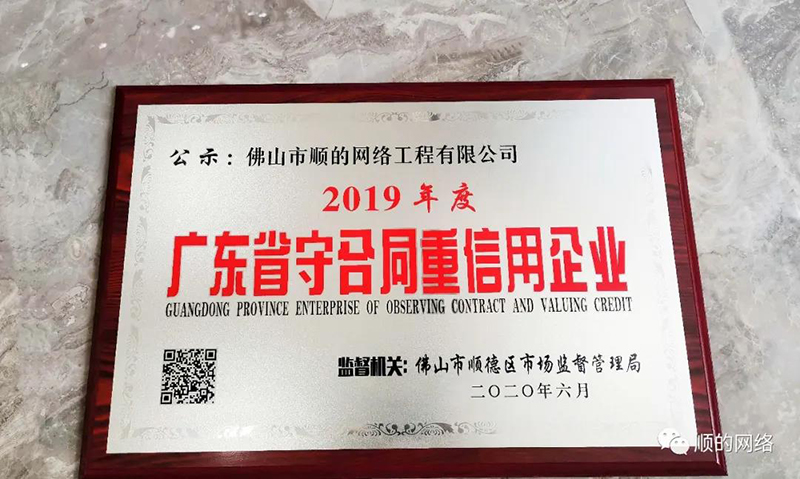 公示：佛山市顺的网络工程有限公司
2019年度
广东省守合同重信用企业
GUANGDONG PROVINCE ENTERPRISE OF OBSERVING CONTRACT AND VALUING CREDIT
监督机关：佛山市顺德区市场监督管理局
二〇二〇年六月
顺的网络